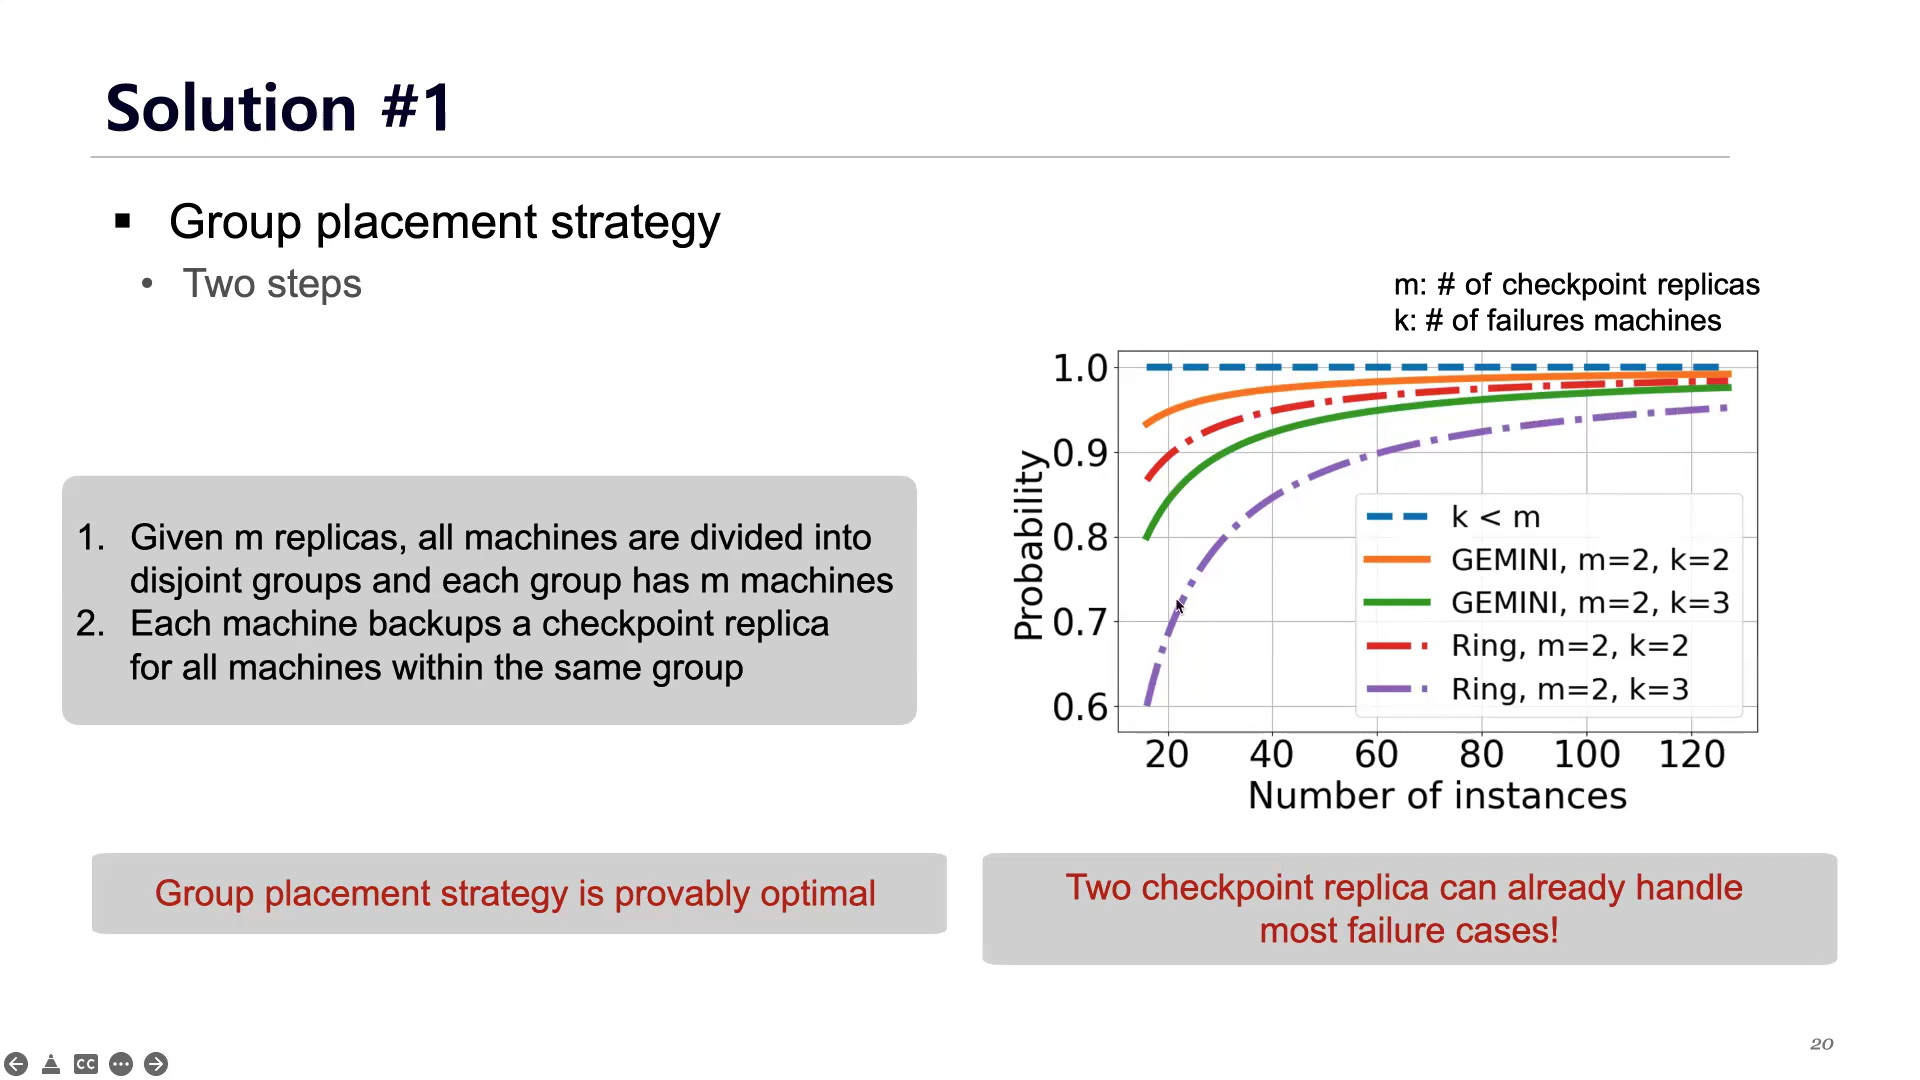 Solution #1
▪ Group placement strategy
• Two steps
1. Given m replicas, all machines are divided into
disjoint groups and each group has m machines
2. Each machine backups a checkpoint replica
for all machines within the same group
Group placement strategy is provably optimal
m: # of checkpoint replicas
k: # of failures machines
Probability
1.0
0.9
0.8
0.7
0.6
k < m
GEMINI, m=2, k=2
GEMINI, m=2, k=3
Ring, m=2, k=2
Ring, m=2, k=3
20 40 60 80 100 120
Number of instances
Two checkpoint replica can already handle
most failure cases!
20
CC